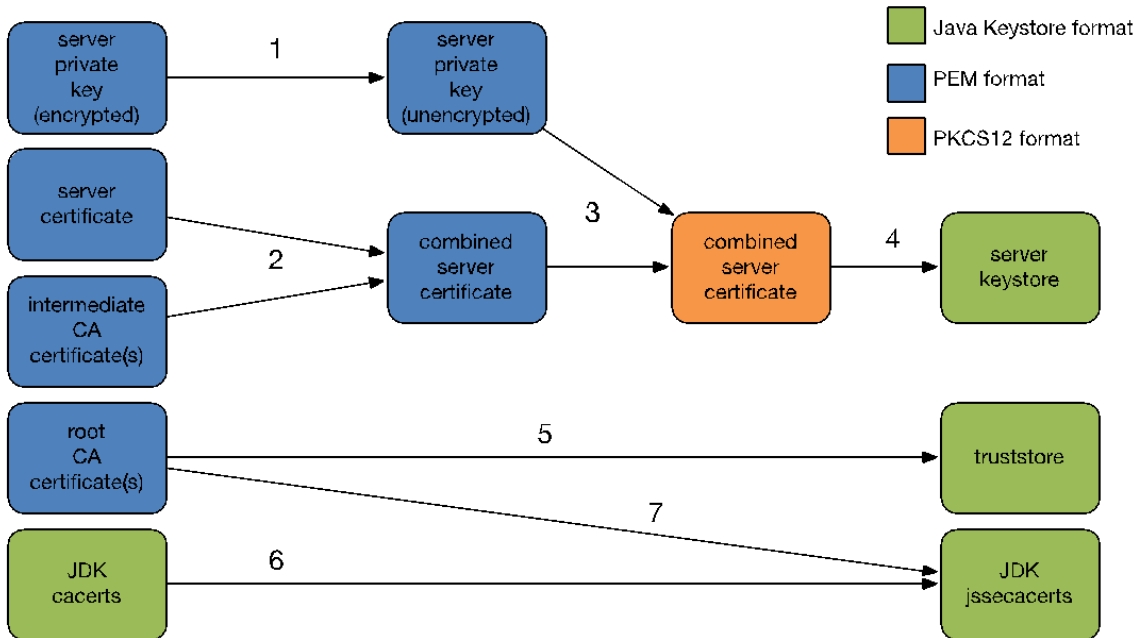 server
private
key
(encrypted)
1
server
private
key
(unencrypted)
Java Keystore format
PEM format
PKCS12 format
server
certificate
2
intermediate
CA
certificate(s)
combined
server
certificate
3
combined
server
certificate
4
server
keystore
root
CA
certificate(s)
5
truststore
7
JDK
cacerts
6
JDK
jssecacerts